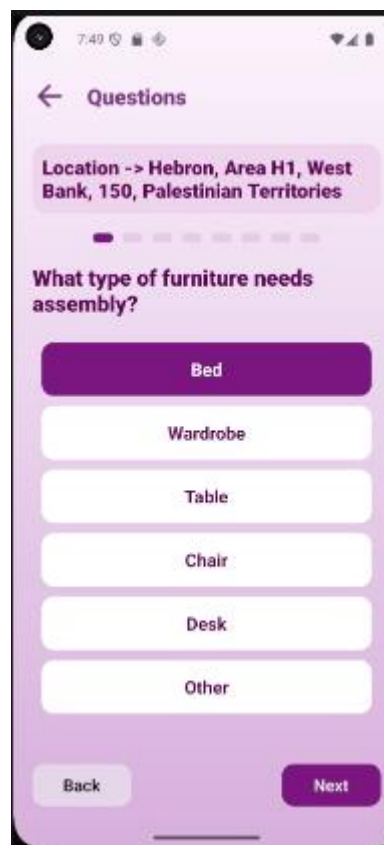 7:49
Questions
Location -> Hebron, Area H1, West
Bank, 150, Palestinian Territories
What type of furniture needs
assembly?
Bed
Wardrobe
Table
Chair
Desk
Other
Back Next